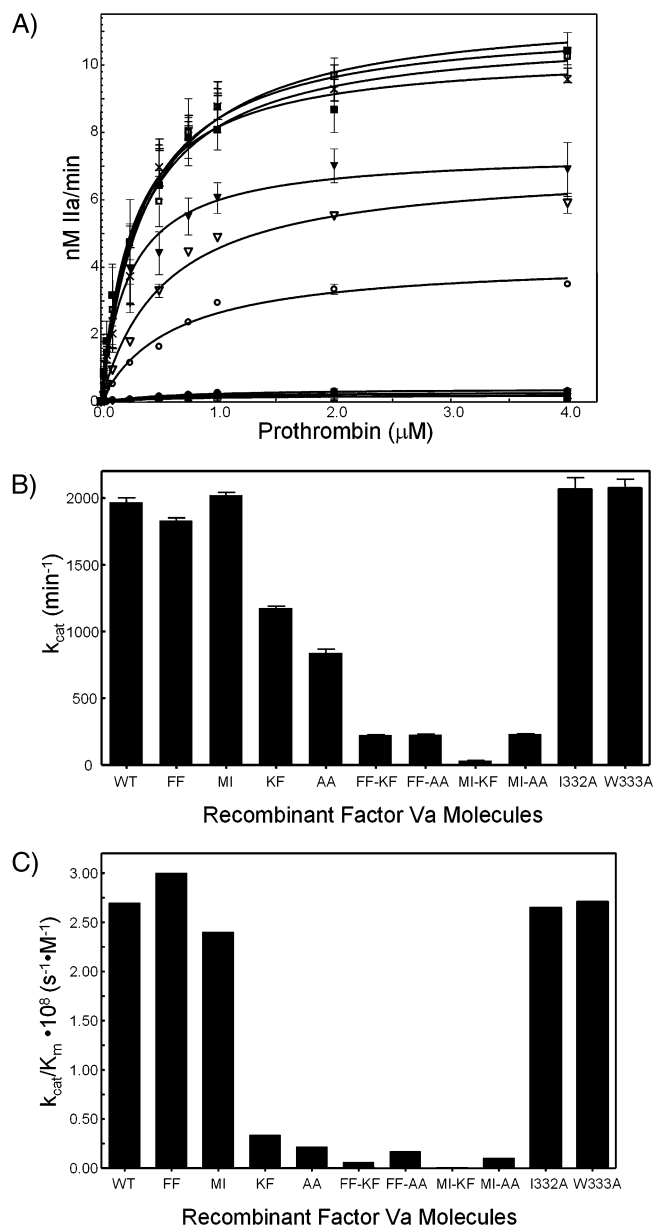 A)
nM IIa/min
10
8
6
4
2
0
0.0 1.0 2.0 3.0 4.0
Prothrombin (μM)
B)
k_cat (min⁻¹)
2000
1500
1000
500
0
WT FF MI KF AA FF-KF FF-AA MI-KF MI-AA I332A W333A
Recombinant Factor Va Molecules
C)
k_cat/K_m •10⁸ (s⁻¹•M⁻¹)
3.00
2.50
2.00
1.50
1.00
0.50
0.00
WT FF MI KF AA FF-KF FF-AA MI-KF MI-AA I332A W333A
Recombinant Factor Va Molecules